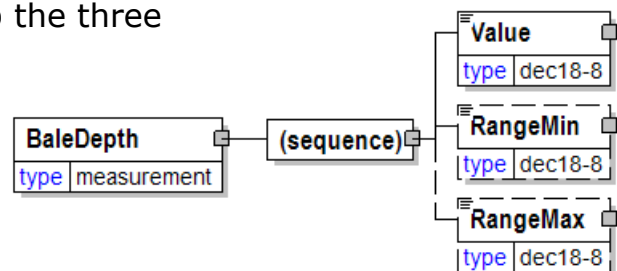 the three
Value
type dec18-8
BaleDepth
type measurement
(sequence)
RangeMin
type dec18-8
RangeMax
type dec18-8